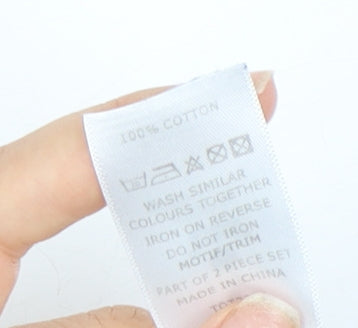 100% COTTON
WASH SIMILAR
COLOURS TOGETHER
IRON ON REVERSE
DO NOT IRON
MOTIF/TRIM
PART OF 2 PIECE SET
MADE IN CHINA